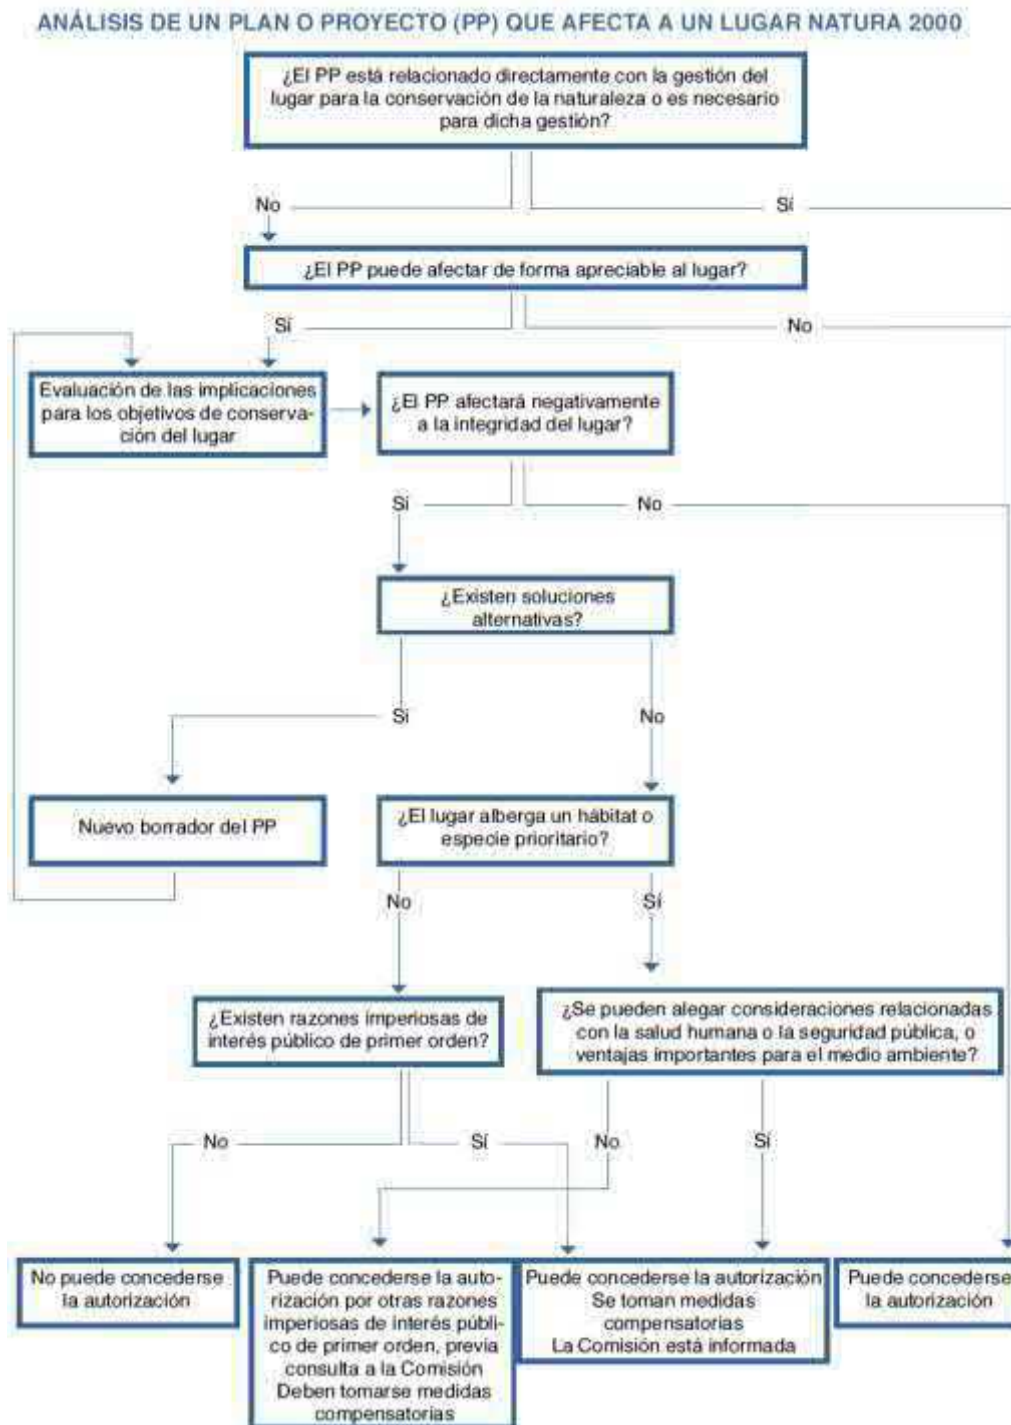 ANÁLISIS DE UN PLAN O PROYECTO (PP) QUE AFECTA A UN LUGAR NATURA 2000
¿El PP está relacionado directamente con la gestión del
lugar para la conservación de la naturaleza o es necesario
para dicha gestión?
No
Sí
¿El PP puede afectar de forma apreciable al lugar?
Sí
No
Evaluación de las implicaciones
para los objetivos de conserva-
ción del lugar
¿El PP afectará negativamente
a la integridad del lugar?
Sí
No
¿Existen soluciones
alternativas?
Sí
No
Nuevo borrador del PP
¿El lugar alberga un hábitat o
especie prioritario?
No
Sí
¿Existen razones imperiosas de
interés público de primer orden?
¿Se pueden alegar consideraciones relacionadas
con la salud humana o la seguridad pública, o
ventajas importantes para el medio ambiente?
No
Sí
No
Sí
No puede concederse
la autorización
Puede concederse la auto-
rización por otras razones
imperiosas de interés públi-
co de primer orden, previa
consulta a la Comisión
Deben tomarse medidas
compensatorias
Puede concederse la autorización
Se toman medidas
compensatorias
La Comisión está informada
Puede concederse
la autorización